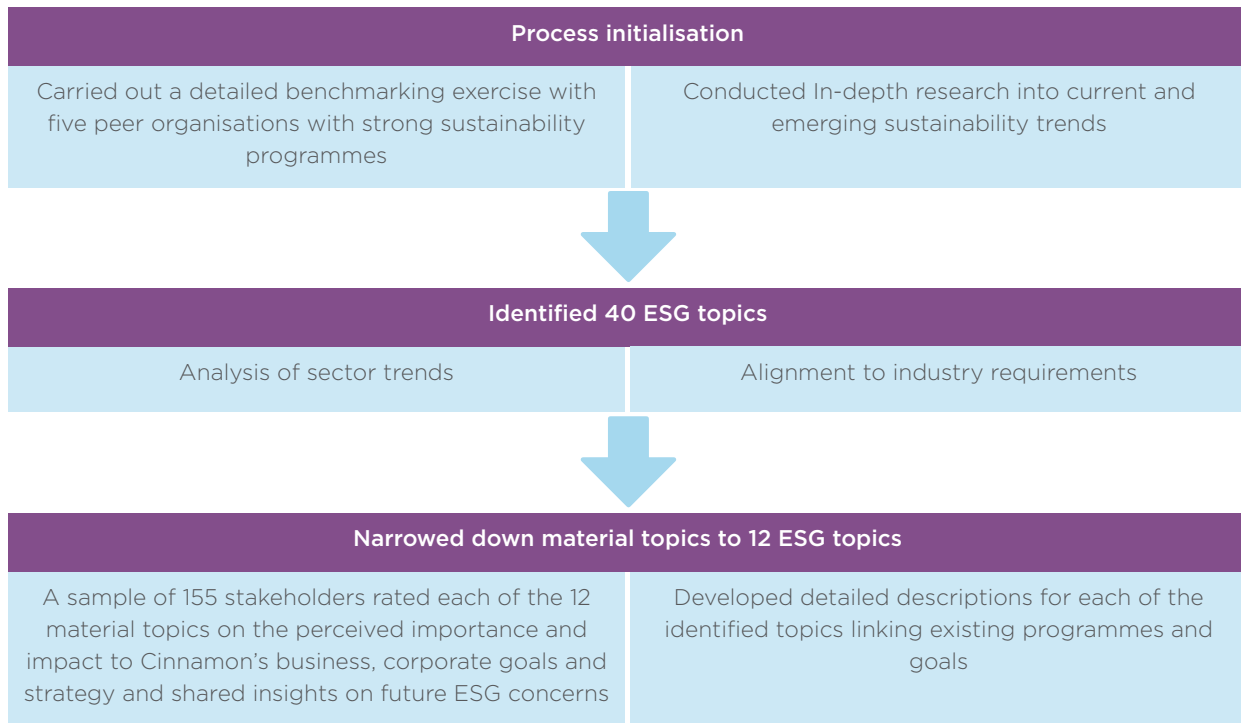 Process initialisation
Carried out a detailed benchmarking exercise with
five peer organisations with strong sustainability
programmes
Conducted In-depth research into current and
emerging sustainability trends
Identified 40 ESG topics
Analysis of sector trends
Alignment to industry requirements
Narrowed down material topics to 12 ESG topics
A sample of 155 stakeholders rated each of the 12
material topics on the perceived importance and
impact to Cinnamon's business, corporate goals and
strategy and shared insights on future ESG concerns
Developed detailed descriptions for each of the
identified topics linking existing programmes and
goals